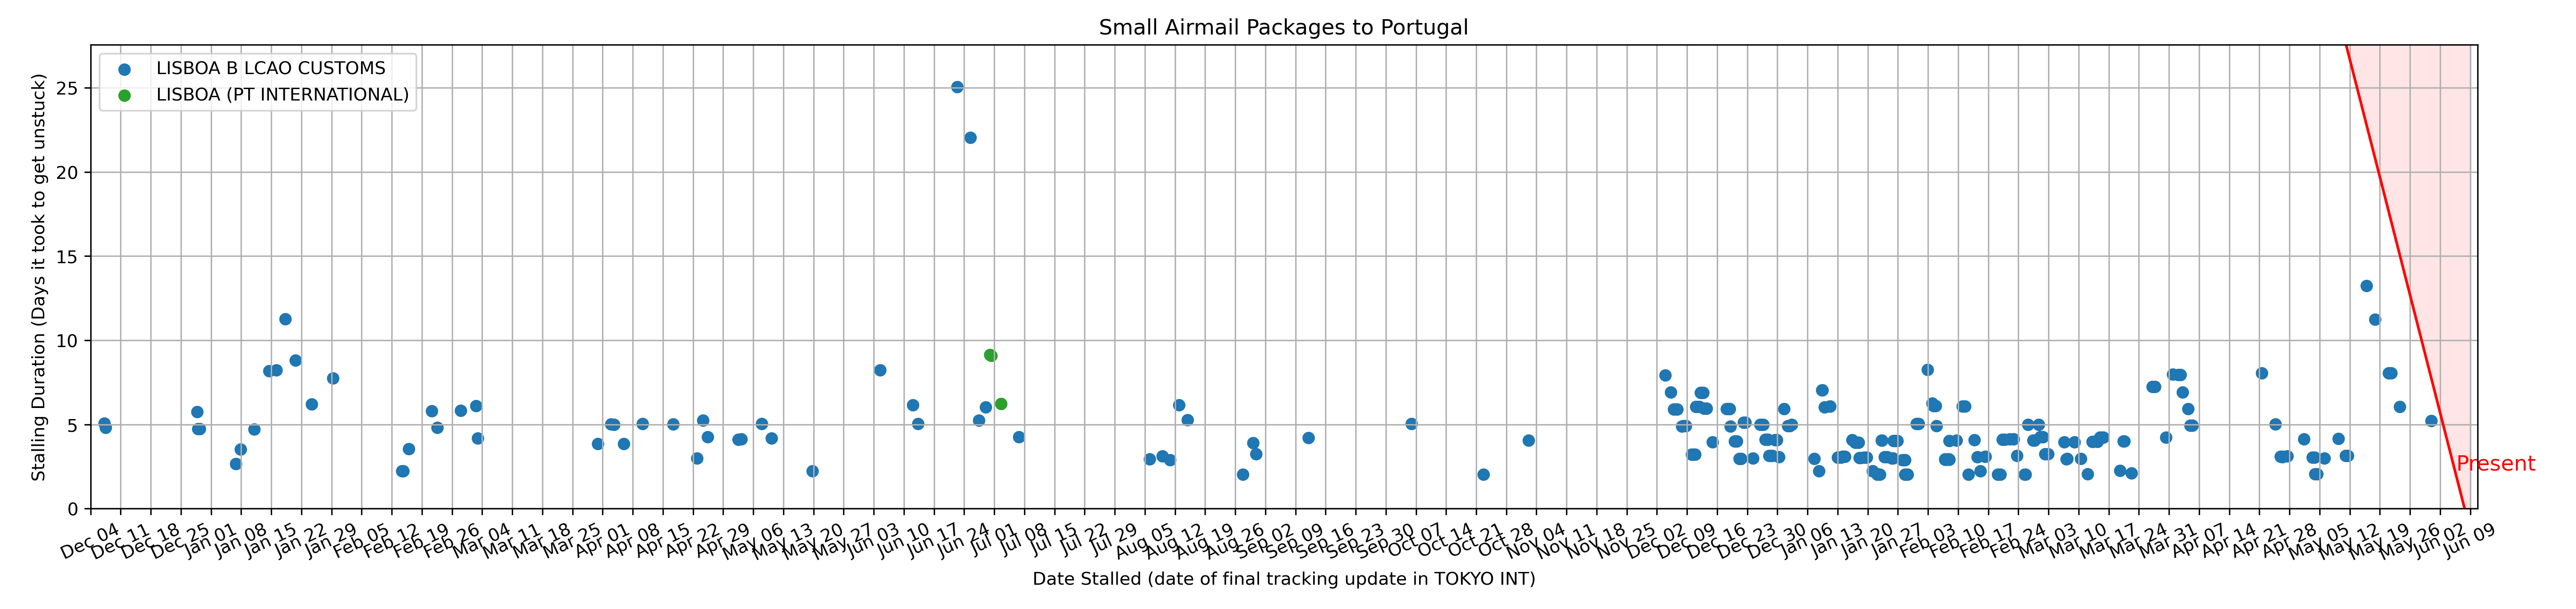 Small Airmail Packages to Portugal
LISBOA B LCAO CUSTOMS
LISBOA (PT INTERNATIONAL)
Stalling Duration (Days it took to get unstuck)
25
20
15
10
5
0
Present
Dec 04
Dec 11
Dec 18
Dec 25
Jan 01
Jan 08
Jan 15
Jan 22
Jan 29
Feb 05
Feb 12
Feb 19
Feb 26
Mar 04
Mar 11
Mar 18
Mar 25
Apr 01
Apr 08
Apr 15
Apr 22
Apr 29
May 06
May 13
May 20
May 27
Jun 03
Jun 10
Jun 17
Jun 24
Jul 01
Jul 08
Jul 15
Jul 22
Jul 29
Aug 05
Aug 12
Aug 19
Aug 26
Sep 02
Sep 09
Sep 16
Sep 23
Sep 30
Oct 07
Oct 14
Oct 21
Oct 28
Nov 04
Nov 11
Nov 18
Nov 25
Dec 02
Dec 09
Dec 16
Dec 23
Dec 30
Jan 06
Jan 13
Jan 20
Jan 27
Feb 03
Feb 10
Feb 17
Feb 24
Mar 03
Mar 10
Mar 17
Mar 24
Mar 31
Apr 07
Apr 14
Apr 21
Apr 28
May 05
May 12
May 19
May 26
Jun 02
Jun 09
Date Stalled (date of final tracking update in TOKYO INT)